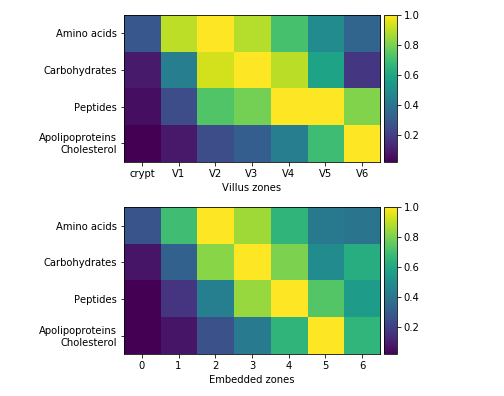 Amino acids
Carbohydrates
Peptides
Apolipoproteins
Cholesterol
crypt V1 V2 V3 V4 V5 V6
Villus zones
1.0
0.8
0.6
0.4
0.2
Amino acids
Carbohydrates
Peptides
Apolipoproteins
Cholesterol
0 1 2 3 4 5 6
Embedded zones
1.0
0.8
0.6
0.4
0.2